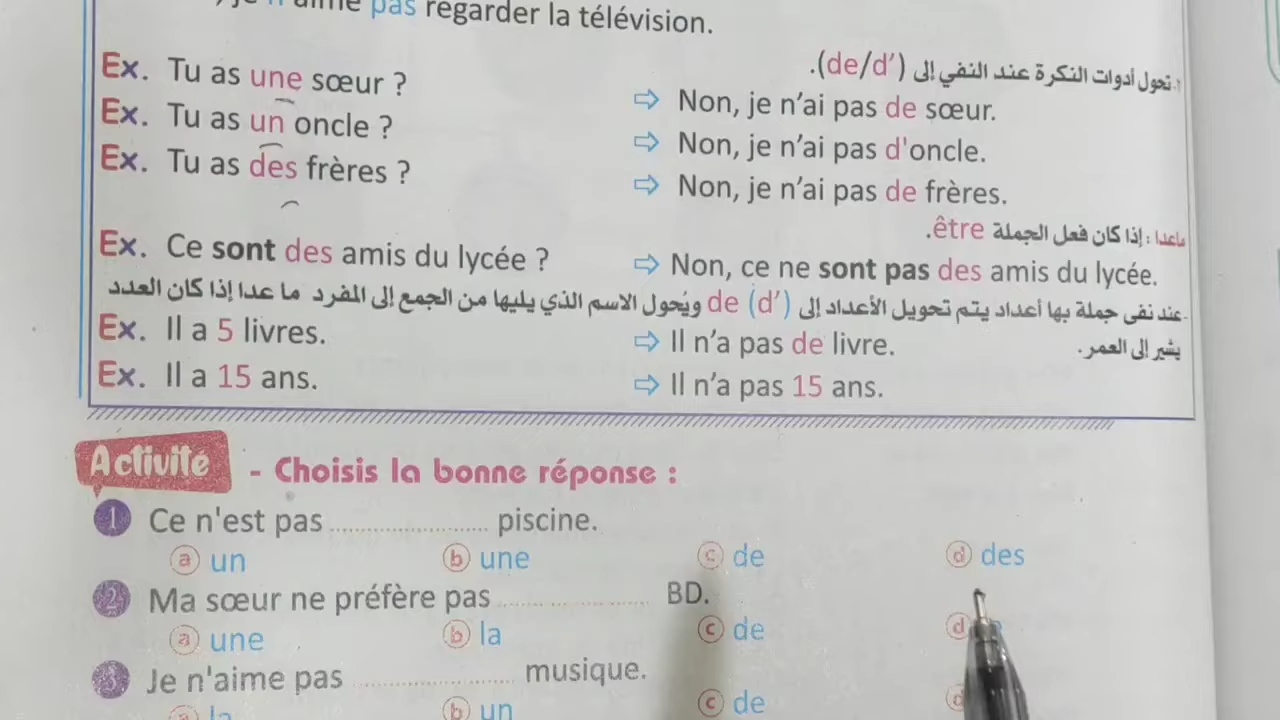 je n'aime pas regarder la télévision.
تحول أدوات النكرة عند النفي إلى (de/d').
Ex. Tu as une sœur ? ⇨ Non, je n'ai pas de sœur.
Ex. Tu as un oncle ? ⇨ Non, je n'ai pas d'oncle.
Ex. Tu as des frères ? ⇨ Non, je n'ai pas de frères.
ماعدا : إذا كان فعل الجملة être.
Ex. Ce sont des amis du lycée ? ⇨ Non, ce ne sont pas des amis du lycée.
-عند نفى جملة بها أعداد يتم تحويل الأعداد إلى de (d') ويُحول الاسم الذي يليها من الجمع إلى المفرد ما عدا إذا كان العدد
يشير إلى العمر.
Ex. Il a 5 livres. ⇨ Il n'a pas de livre.
Ex. Il a 15 ans. ⇨ Il n'a pas 15 ans.
Activité - Choisis la bonne réponse :
1 Ce n'est pas ........................ piscine.
a un b une c de d des
2 Ma sœur ne préfère pas ........................ BD.
a une b la c de d
3 Je n'aime pas ........................ musique.
a la b un c de d